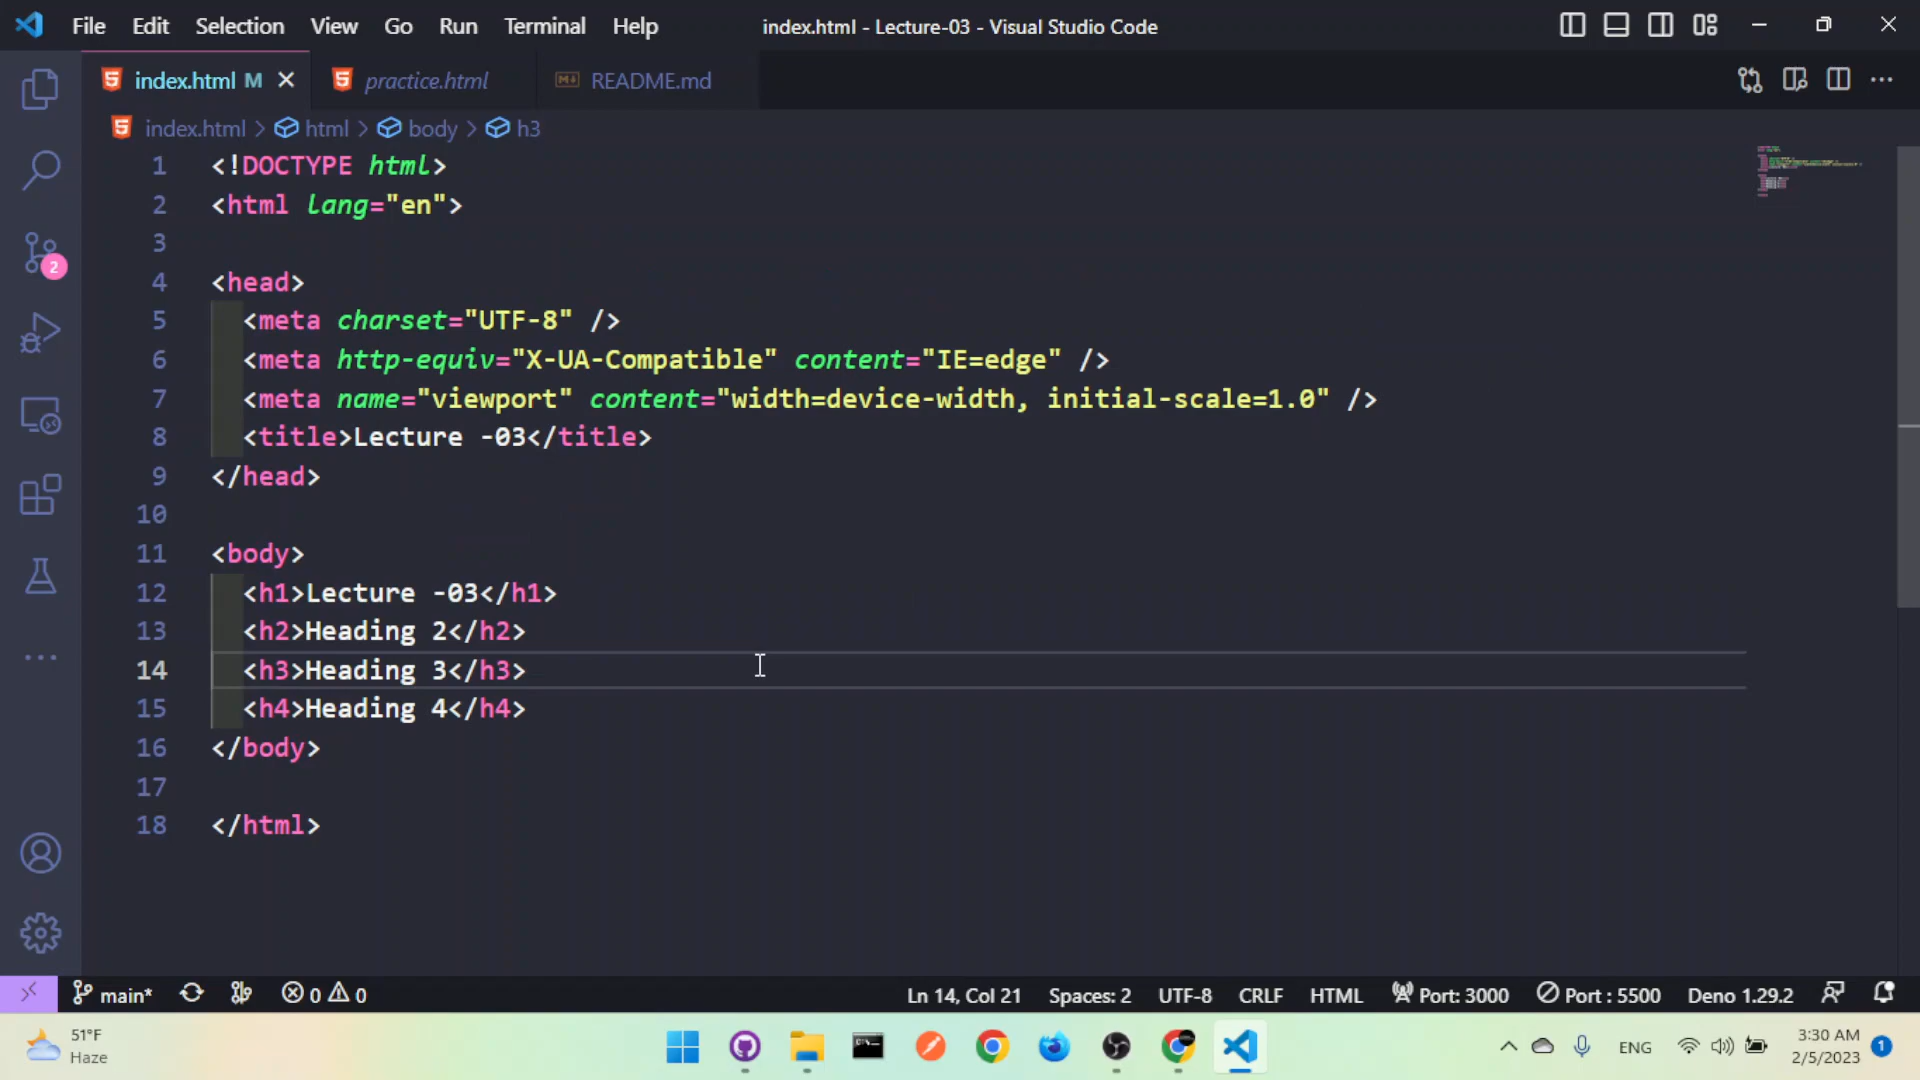 File Edit Selection View Go Run Terminal Help index.html - Lecture-03 - Visual Studio Code
index.html M practice.html README.md
index.html > html > body > h3
1 <!DOCTYPE html>
2 <html lang="en">
3
4 <head>
5 <meta charset="UTF-8" />
6 <meta http-equiv="X-UA-Compatible" content="IE=edge" />
7 <meta name="viewport" content="width=device-width, initial-scale=1.0" />
8 <title>Lecture -03</title>
9 </head>
10
11 <body>
12 <h1>Lecture -03</h1>
13 <h2>Heading 2</h2>
14 <h3>Heading 3</h3>
15 <h4>Heading 4</h4>
16 </body>
17
18 </html>
2
main* 0 0 Ln 14, Col 21 Spaces: 2 UTF-8 CRLF HTML Port: 3000 Port : 5500 Deno 1.29.2
51°F
Haze
ENG
3:30 AM
2/5/2023
1